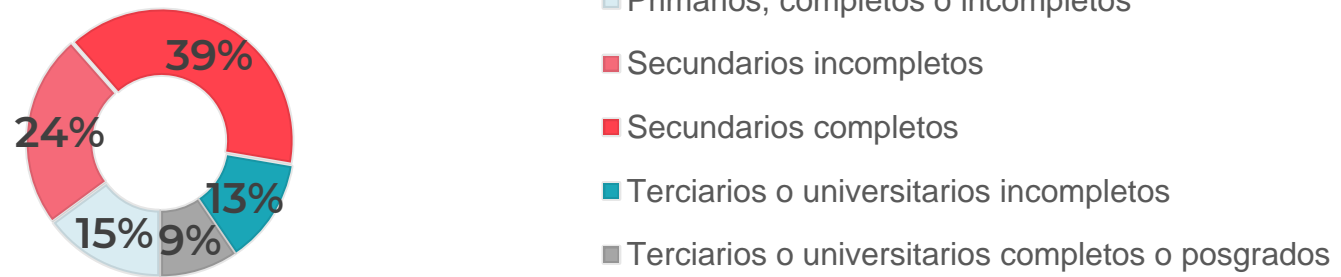 39%
24%
13%
15%
9%
Primarios, completos o incompletos
Secundarios incompletos
Secundarios completos
Terciarios o universitarios incompletos
Terciarios o universitarios completos o posgrados